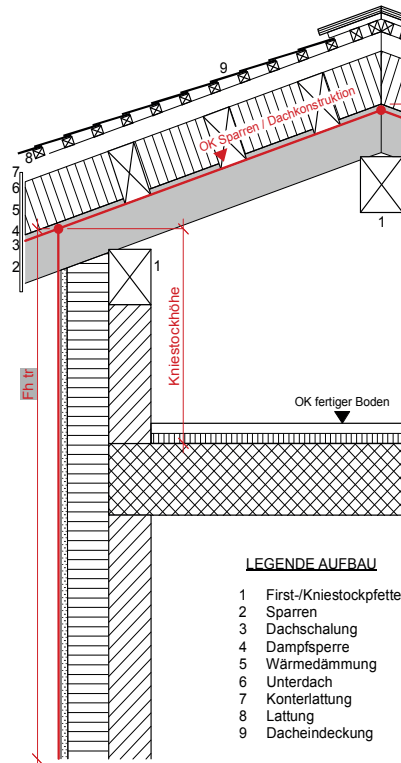 9
OK Sparren / Dachkonstruktion
8
7
6
5
4
3
2
1
1
Kniestockhöhe
Fh tr
OK fertiger Boden
LEGENDE AUFBAU
1 First-/Kniestockpfette
2 Sparren
3 Dachschalung
4 Dampfsperre
5 Wärmedämmung
6 Unterdach
7 Konterlattung
8 Lattung
9 Dacheindeckung